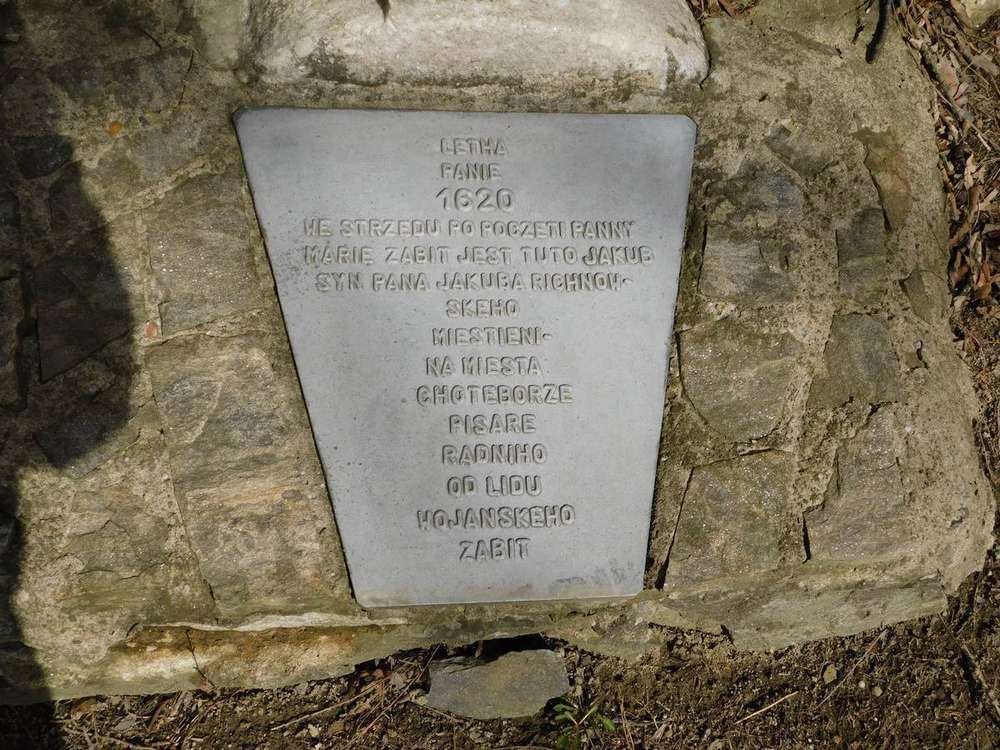 LETHA
PANIE
1620
WE STRZEDU PO POCZETI PANNY
MARIE ZABIT JEST TUTO JAKUB
SYN PANA JAKUBA RICHNOW-
SKEHO
MIESTIENI-
NA MIESTA
CHOTEBORZE
PISARE
RADNIHO
OD LIDU
WOJANSKEHO
ZABIT